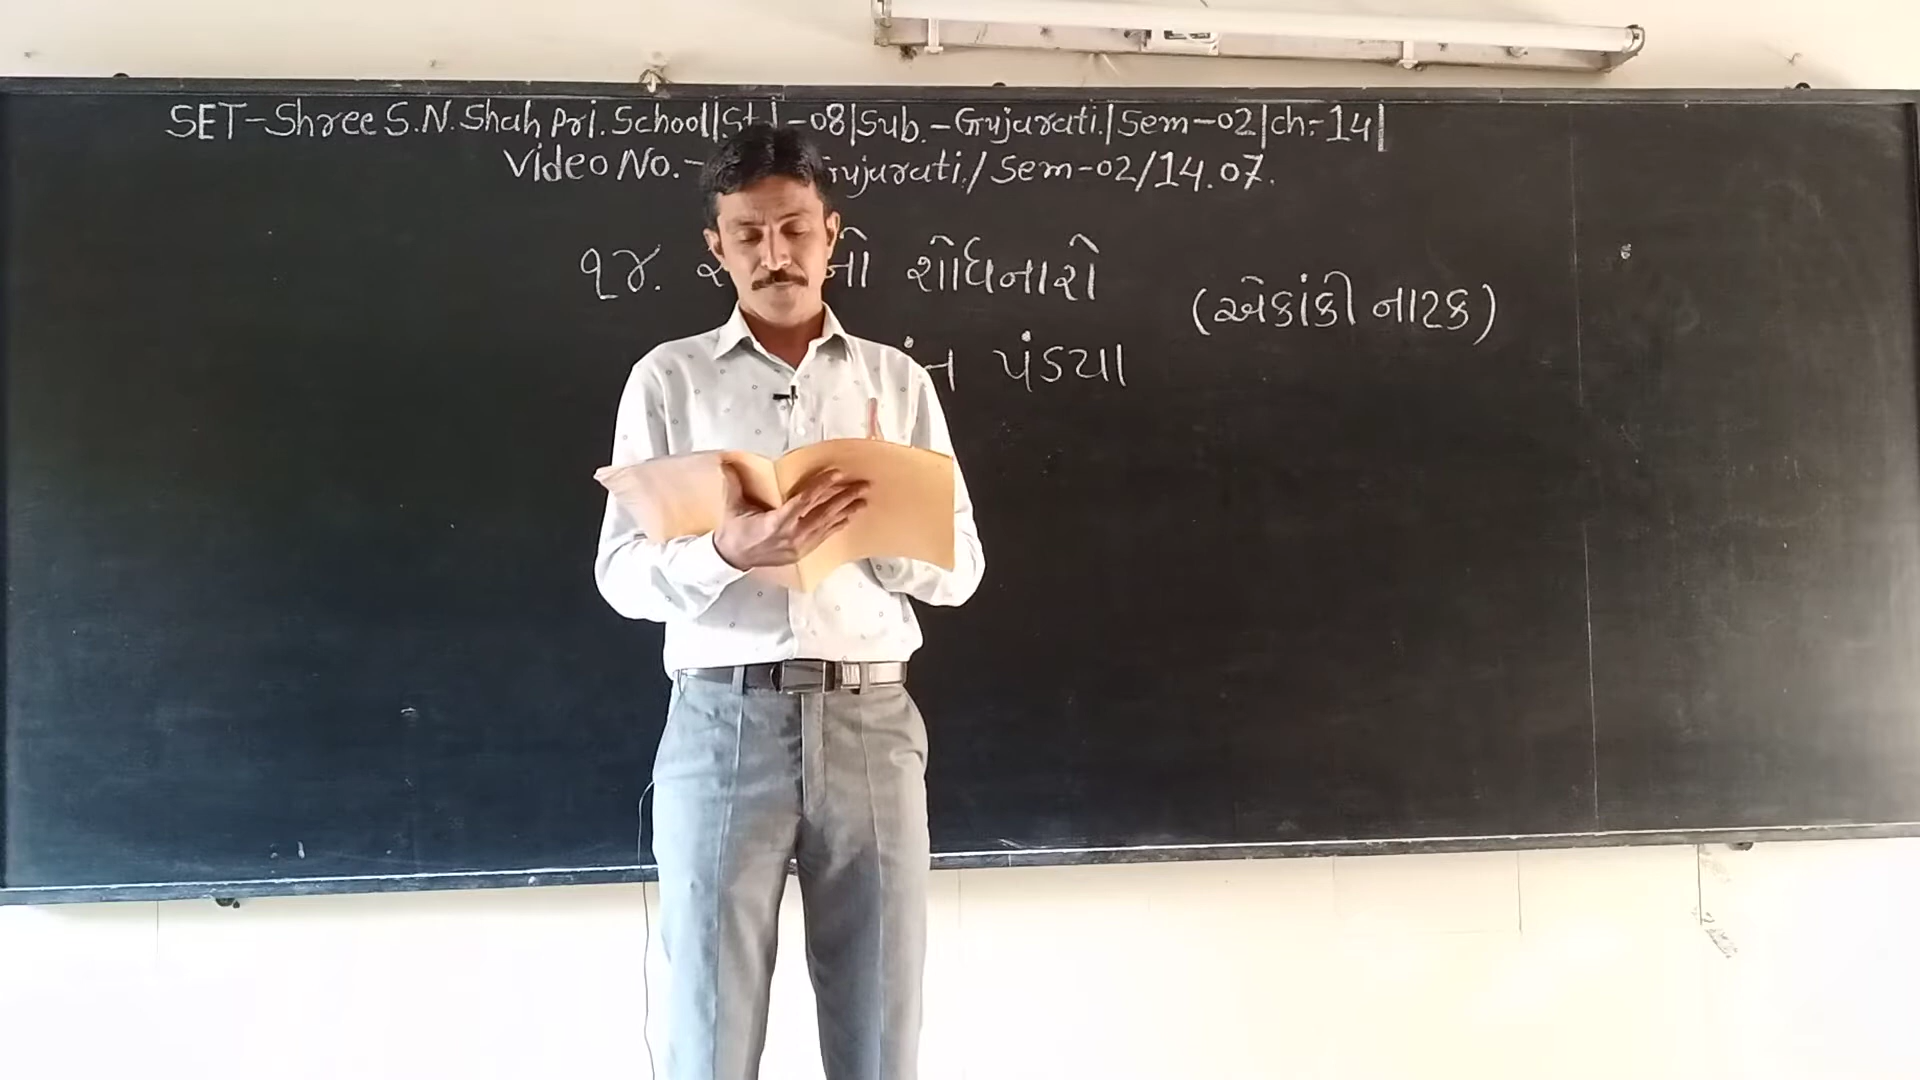 SET-Shree S.N. Shah Pri. School|Std-08|Sub.-Gujarati.|Sem-02|ch:-14|
Video No.- Gujarati./Sem-02/14.07.
૧૪. શોધનારો
(એકાંકી નાટક)
પંડયા